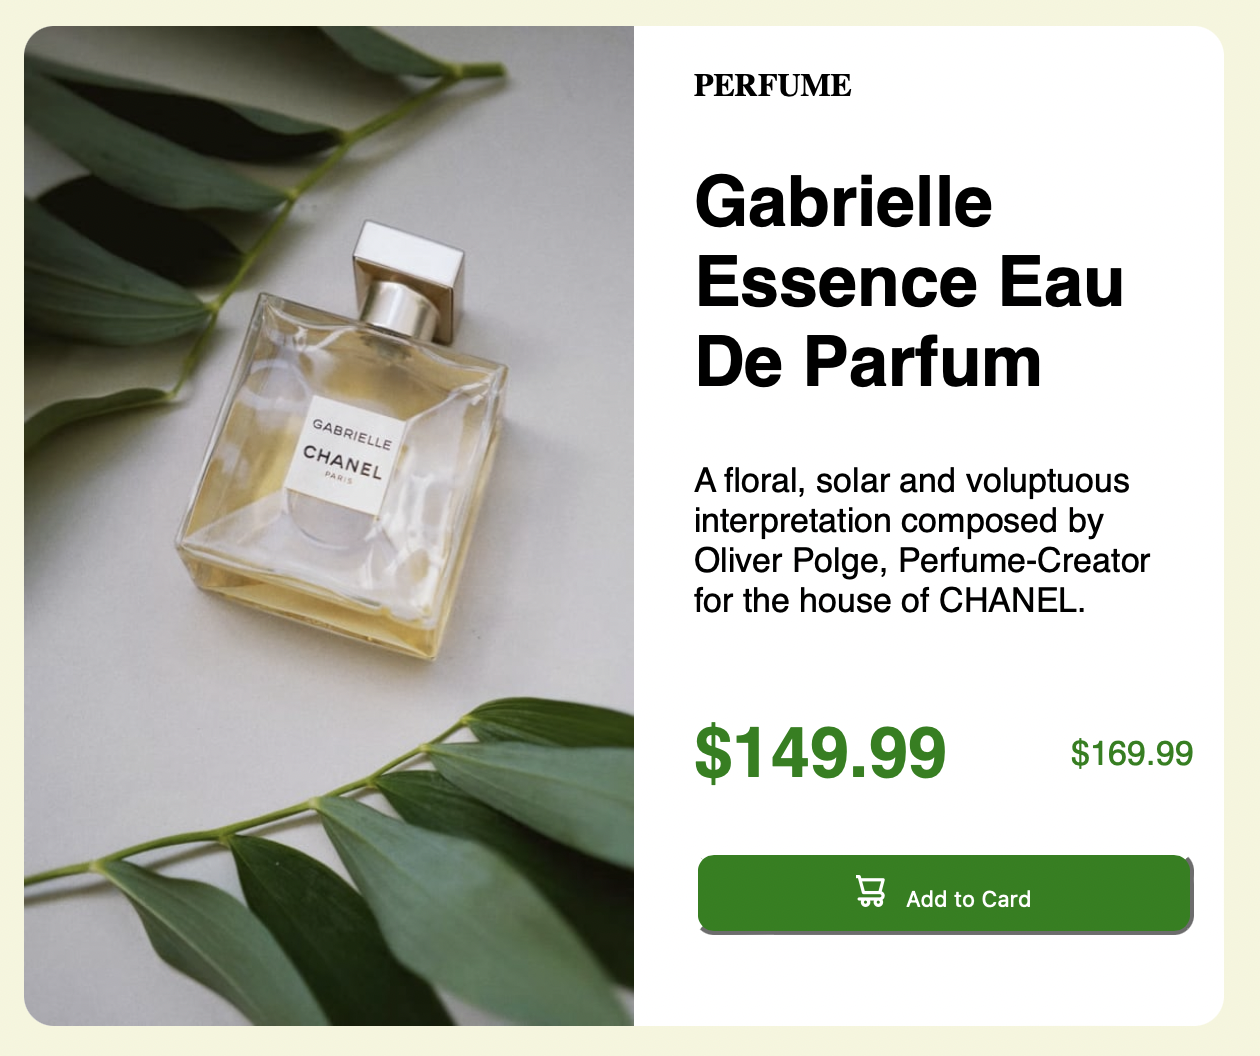 GABRIELLE
CHANEL
PARIS
PERFUME
Gabrielle
Essence Eau
De Parfum
A floral, solar and voluptuous
interpretation composed by
Oliver Polge, Perfume-Creator
for the house of CHANEL.
$149.99
$169.99
Add to Card